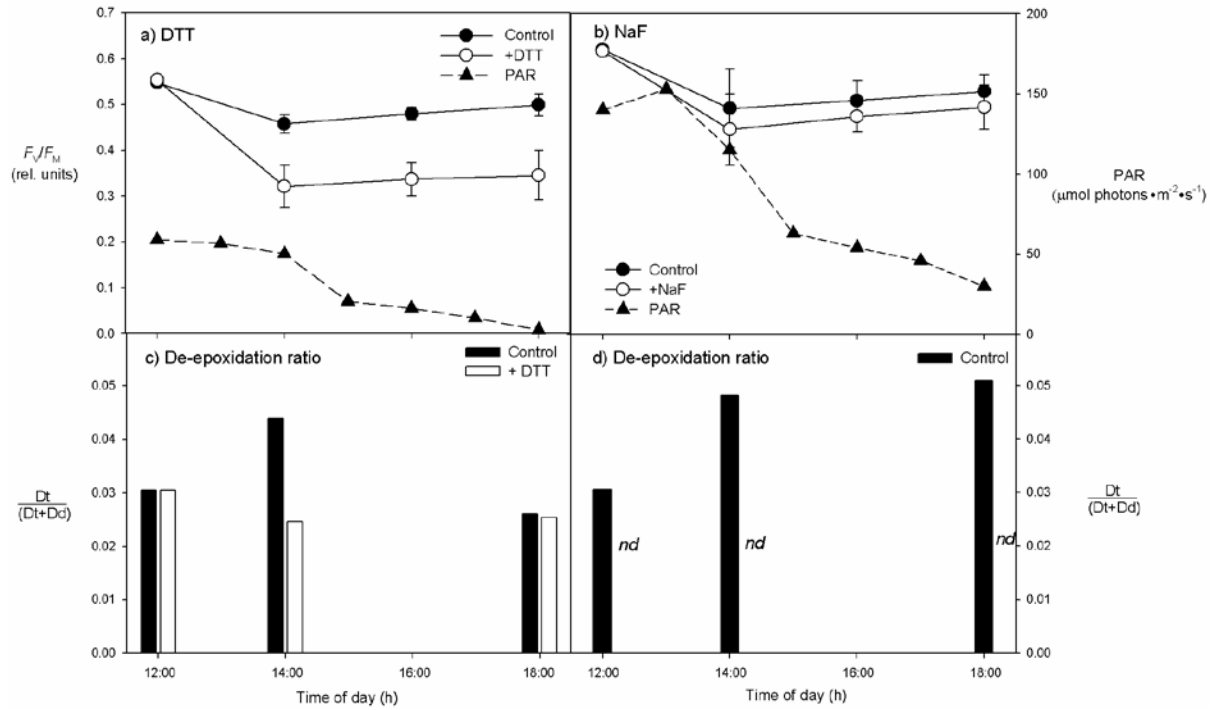 a) DTT
Control
+DTT
PAR
0.7
0.6
0.5
0.4
0.3
0.2
0.1
0.0
FV/FM
(rel. units)
b) NaF
Control
+NaF
PAR
200
150
100
50
0
PAR
(μmol photons•m-2•s-1)
c) De-epoxidation ratio
Control
+ DTT
0.05
0.04
0.03
0.02
0.01
0.00
Dt
(Dt+Dd)
12:00 14:00 16:00 18:00
Time of day (h)
d) De-epoxidation ratio
Control
nd
nd
nd
0.05
0.04
0.03
0.02
0.01
0.00
Dt
(Dt+Dd)
12:00 14:00 16:00 18:00
Time of day (h)